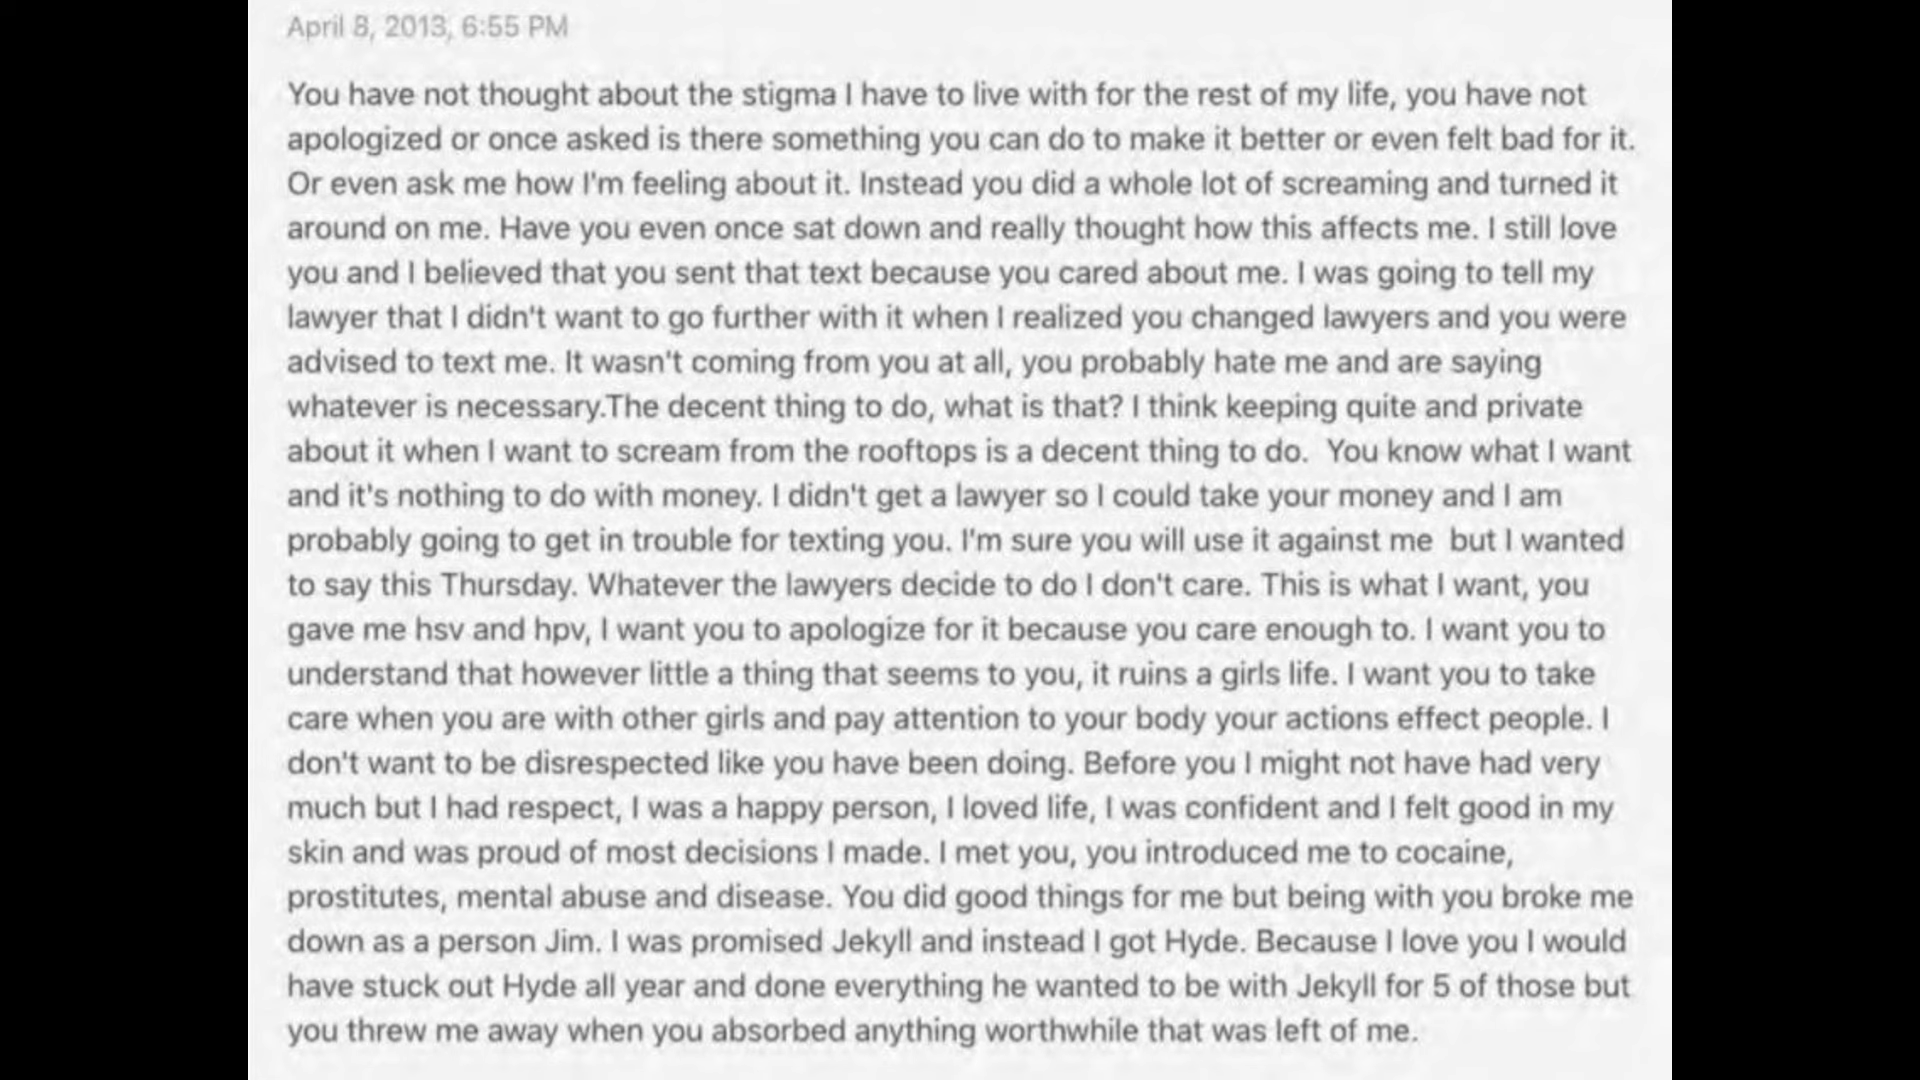 April 8, 2013, 6:55 PM
You have not thought about the stigma I have to live with for the rest of my life, you have not
apologized or once asked is there something you can do to make it better or even felt bad for it.
Or even ask me how I'm feeling about it. Instead you did a whole lot of screaming and turned it
around on me. Have you even once sat down and really thought how this affects me. I still love
you and I believed that you sent that text because you cared about me. I was going to tell my
lawyer that I didn't want to go further with it when I realized you changed lawyers and you were
advised to text me. It wasn't coming from you at all, you probably hate me and are saying
whatever is necessary.The decent thing to do, what is that? I think keeping quite and private
about it when I want to scream from the rooftops is a decent thing to do.  You know what I want
and it's nothing to do with money. I didn't get a lawyer so I could take your money and I am
probably going to get in trouble for texting you. I'm sure you will use it against me  but I wanted
to say this Thursday. Whatever the lawyers decide to do I don't care. This is what I want, you
gave me hsv and hpv, I want you to apologize for it because you care enough to. I want you to
understand that however little a thing that seems to you, it ruins a girls life. I want you to take
care when you are with other girls and pay attention to your body your actions effect people. I
don't want to be disrespected like you have been doing. Before you I might not have had very
much but I had respect, I was a happy person, I loved life, I was confident and I felt good in my
skin and was proud of most decisions I made. I met you, you introduced me to cocaine,
prostitutes, mental abuse and disease. You did good things for me but being with you broke me
down as a person Jim. I was promised Jekyll and instead I got Hyde. Because I love you I would
have stuck out Hyde all year and done everything he wanted to be with Jekyll for 5 of those but
you threw me away when you absorbed anything worthwhile that was left of me.